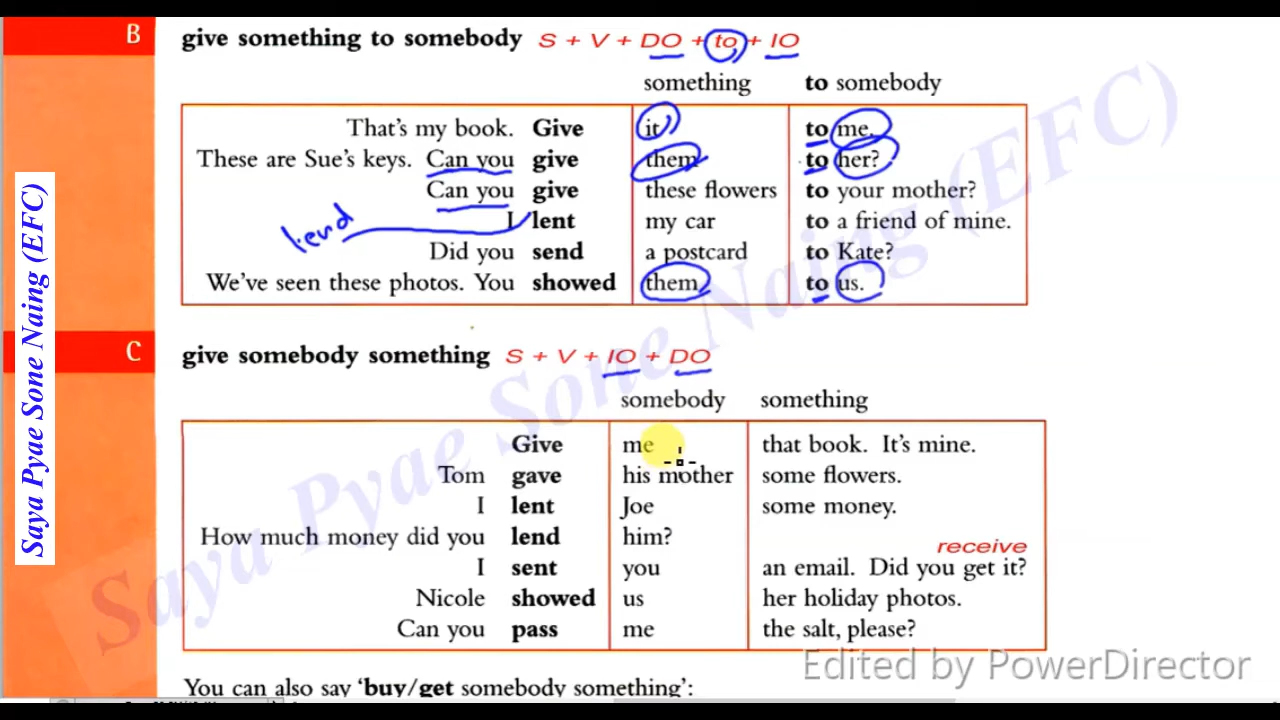 B
give something to somebody S + V + DO + to + IO
something to somebody
That's my book. Give it to me.
These are Sue's keys. Can you give them to her?
Can you give these flowers to your mother?
lend
I lent my car to a friend of mine.
Did you send a postcard to Kate?
We've seen these photos. You showed them to us.
C
give somebody something S + V + IO + DO
somebody something
Give me that book. It's mine.
Tom gave his mother some flowers.
I lent Joe some money.
How much money did you lend him?
receive
I sent you an email. Did you get it?
Nicole showed us her holiday photos.
Can you pass me the salt, please?
You can also say 'buy/get somebody something':
Saya Pyae Sone Naing (EFC)
Saya Pyae Sone Naing (EFC)
Edited by PowerDirector